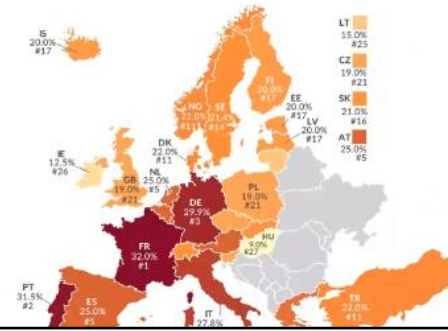 IS
20.0%
#17
LT
15.0%
#25
CZ
19.0%
#21
SK
21.0%
#16
AT
25.0%
#5
FI
20.0%
#17
NO
22.0%
#11
SE
21.4%
#14
EE
20.0%
#17
LV
20.0%
#17
DK
22.0%
#11
IE
12.5%
#26
GB
19.0%
#21
NL
25.0%
#5
PL
19.0%
#21
DE
29.9%
#3
HU
9.0%
#27
FR
32.0%
#1
PT
31.5%
#2
ES
25.0%
#5
IT
27.8%
TR
22.0%
#11